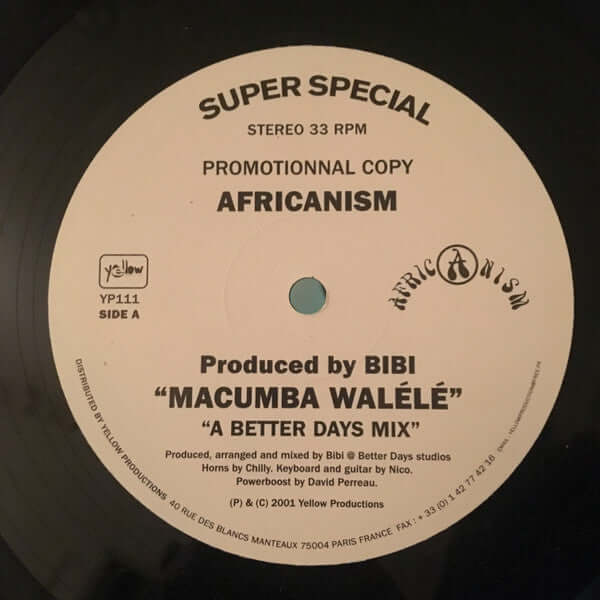 SUPER SPECIAL
STEREO 33 RPM
PROMOTIONNAL COPY
AFRICANISM
yellow
YP111
SIDE A
AFRICANISM
Produced by BIBI
“MACUMBA WALÉLÉ”
“A BETTER DAYS MIX”
Produced, arranged and mixed by Bibi @ Better Days studios
Horns by Chilly. Keyboard and guitar by Nico.
Powerboost by David Perreau.
(P) & (C) 2001 Yellow Productions
DISTRIBUTED BY YELLOW PRODUCTIONS 40 RUE DES BLANCS MANTEAUX 75004 PARIS FRANCE FAX : + 33 (0) 1 42 77 42 16 EMAIL :